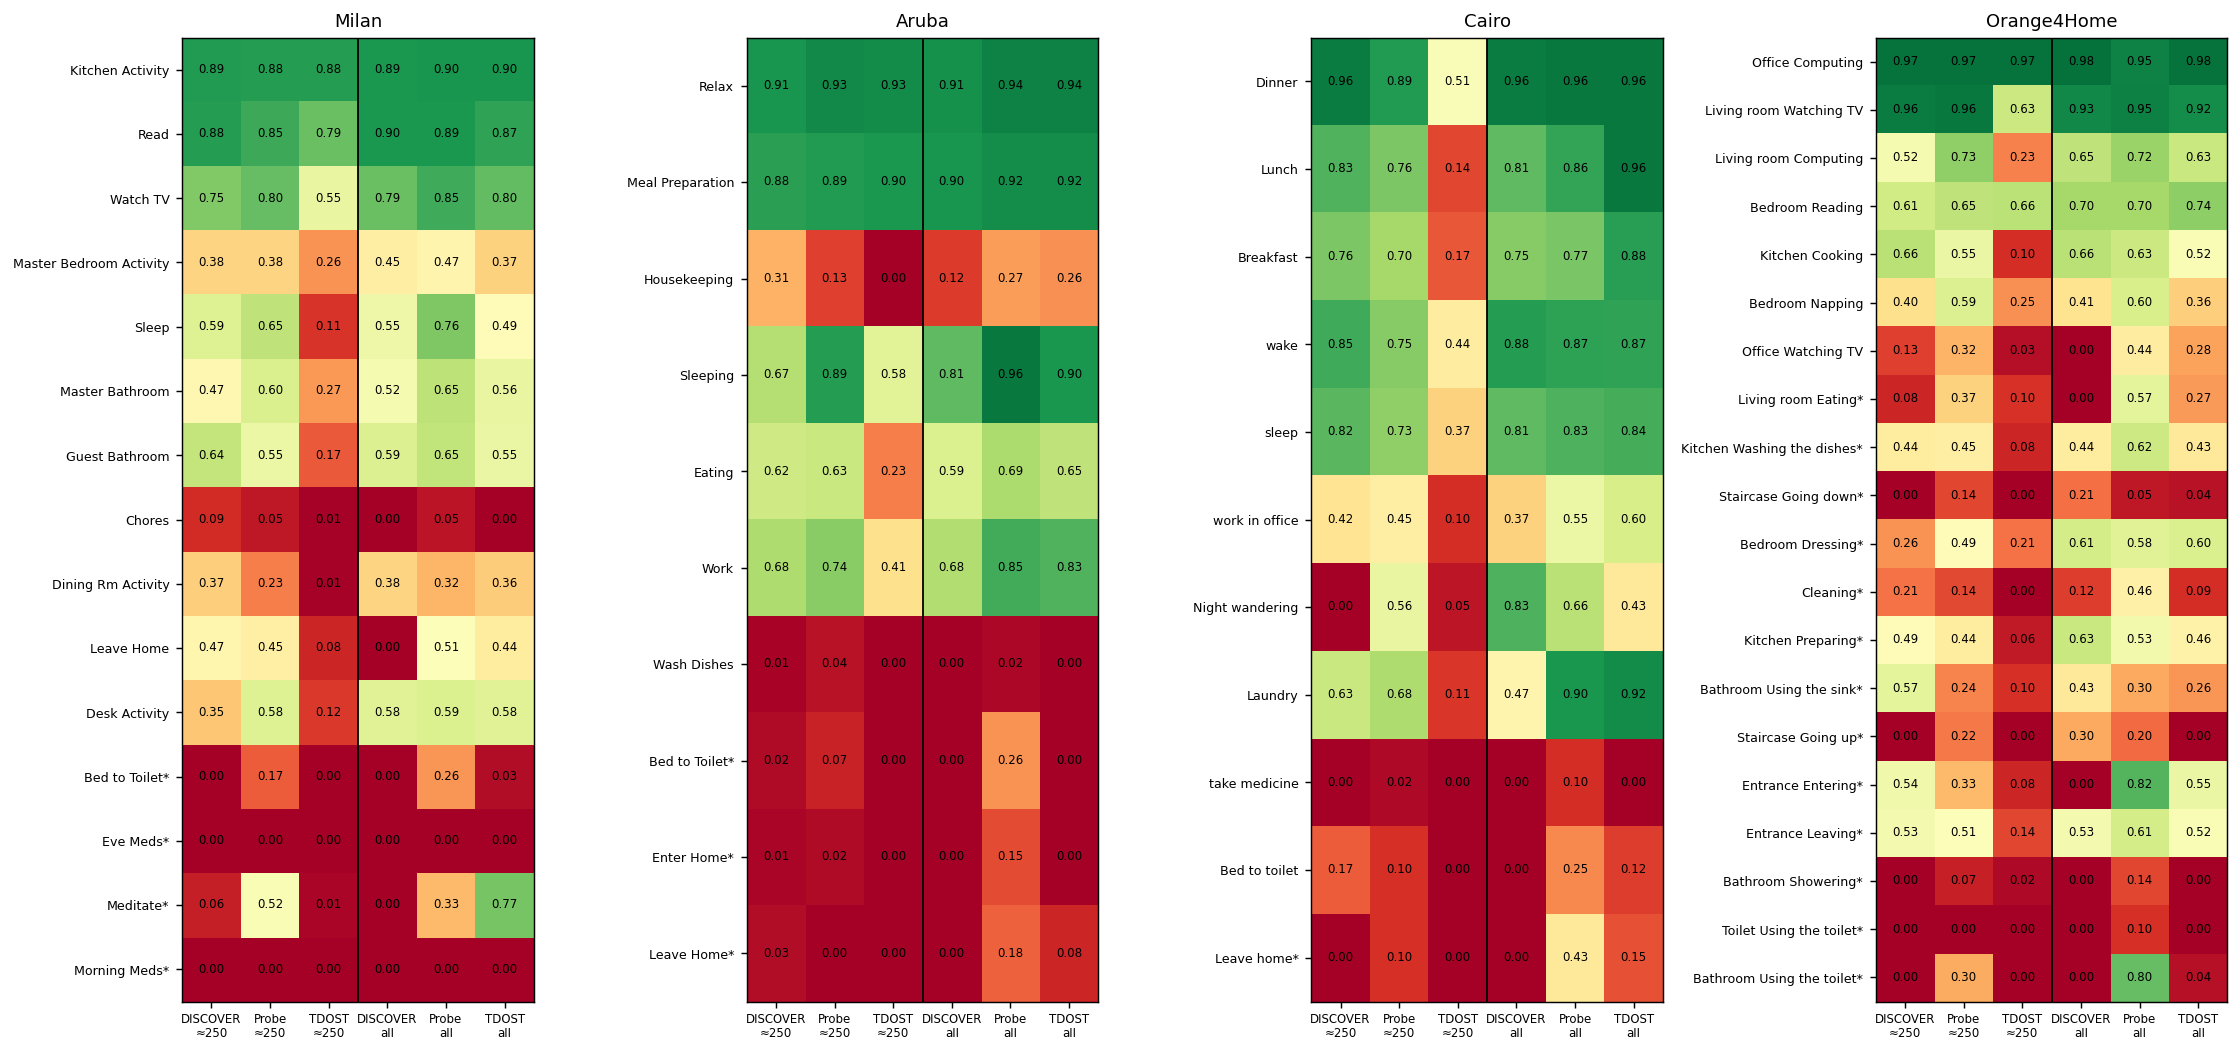 Milan
Kitchen Activity 0.89 0.88 0.88 0.89 0.90 0.90
Read 0.88 0.85 0.79 0.90 0.89 0.87
Watch TV 0.75 0.80 0.55 0.79 0.85 0.80
Master Bedroom Activity 0.38 0.38 0.26 0.45 0.47 0.37
Sleep 0.59 0.65 0.11 0.55 0.76 0.49
Master Bathroom 0.47 0.60 0.27 0.52 0.65 0.56
Guest Bathroom 0.64 0.55 0.17 0.59 0.65 0.55
Chores 0.09 0.05 0.01 0.00 0.05 0.00
Dining Rm Activity 0.37 0.23 0.01 0.38 0.32 0.36
Leave Home 0.47 0.45 0.08 0.00 0.51 0.44
Desk Activity 0.35 0.58 0.12 0.58 0.59 0.58
Bed to Toilet* 0.00 0.17 0.00 0.00 0.26 0.03
Eve Meds* 0.00 0.00 0.00 0.00 0.00 0.00
Meditate* 0.06 0.52 0.01 0.00 0.33 0.77
Morning Meds* 0.00 0.00 0.00 0.00 0.00 0.00
DISCOVER Probe TDOST DISCOVER Probe TDOST
≈250 ≈250 ≈250 all all all
Aruba
Relax 0.91 0.93 0.93 0.91 0.94 0.94
Meal Preparation 0.88 0.89 0.90 0.90 0.92 0.92
Housekeeping 0.31 0.13 0.00 0.12 0.27 0.26
Sleeping 0.67 0.89 0.58 0.81 0.96 0.90
Eating 0.62 0.63 0.23 0.59 0.69 0.65
Work 0.68 0.74 0.41 0.68 0.85 0.83
Wash Dishes 0.01 0.04 0.00 0.00 0.02 0.00
Bed to Toilet* 0.02 0.07 0.00 0.00 0.26 0.00
Enter Home* 0.01 0.02 0.00 0.00 0.15 0.00
Leave Home* 0.03 0.00 0.00 0.00 0.18 0.08
DISCOVER Probe TDOST DISCOVER Probe TDOST
≈250 ≈250 ≈250 all all all
Cairo
Dinner 0.96 0.89 0.51 0.96 0.96 0.96
Lunch 0.83 0.76 0.14 0.81 0.86 0.96
Breakfast 0.76 0.70 0.17 0.75 0.77 0.88
wake 0.85 0.75 0.44 0.88 0.87 0.87
sleep 0.82 0.73 0.37 0.81 0.83 0.84
work in office 0.42 0.45 0.10 0.37 0.55 0.60
Night wandering 0.00 0.56 0.05 0.83 0.66 0.43
Laundry 0.63 0.68 0.11 0.47 0.90 0.92
take medicine 0.00 0.02 0.00 0.00 0.10 0.00
Bed to toilet 0.17 0.10 0.00 0.00 0.25 0.12
Leave home* 0.00 0.10 0.00 0.00 0.43 0.15
DISCOVER Probe TDOST DISCOVER Probe TDOST
≈250 ≈250 ≈250 all all all
Orange4Home
Office Computing 0.97 0.97 0.97 0.98 0.95 0.98
Living room Watching TV 0.96 0.96 0.63 0.93 0.95 0.92
Living room Computing 0.52 0.73 0.23 0.65 0.72 0.63
Bedroom Reading 0.61 0.65 0.66 0.70 0.70 0.74
Kitchen Cooking 0.66 0.55 0.10 0.66 0.63 0.52
Bedroom Napping 0.40 0.59 0.25 0.41 0.60 0.36
Office Watching TV 0.13 0.32 0.03 0.00 0.44 0.28
Living room Eating* 0.08 0.37 0.10 0.00 0.57 0.27
Kitchen Washing the dishes* 0.44 0.45 0.08 0.44 0.62 0.43
Staircase Going down* 0.00 0.14 0.00 0.21 0.05 0.04
Bedroom Dressing* 0.26 0.49 0.21 0.61 0.58 0.60
Cleaning* 0.21 0.14 0.00 0.12 0.46 0.09
Kitchen Preparing* 0.49 0.44 0.06 0.63 0.53 0.46
Bathroom Using the sink* 0.57 0.24 0.10 0.43 0.30 0.26
Staircase Going up* 0.00 0.22 0.00 0.30 0.20 0.00
Entrance Entering* 0.54 0.33 0.08 0.00 0.82 0.55
Entrance Leaving* 0.53 0.51 0.14 0.53 0.61 0.52
Bathroom Showering* 0.00 0.07 0.02 0.00 0.14 0.00
Toilet Using the toilet* 0.00 0.00 0.00 0.00 0.10 0.00
Bathroom Using the toilet* 0.00 0.30 0.00 0.00 0.80 0.04
DISCOVER Probe TDOST DISCOVER Probe TDOST
≈250 ≈250 ≈250 all all all